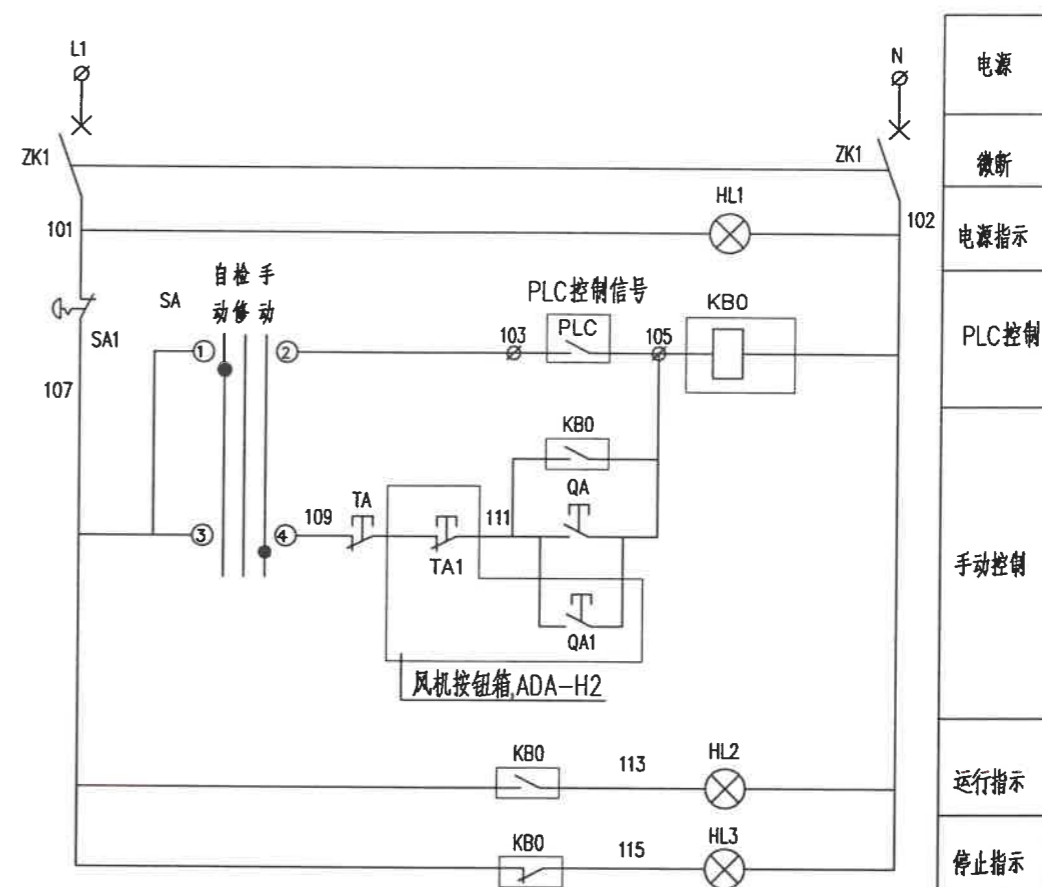 L1
N
电源
ZK1
ZK1
微断
HL1
101
102
电源指示
自动 检修 手动
SA
PLC控制信号
KB0
SA1
103
PLC
105
①
②
PLC控制
107
KB0
TA
109
111
QA
③
④
TA1
手动控制
QA1
风机按钮箱,ADA-H2
KB0
113
HL2
运行指示
KB0
115
HL3
停止指示